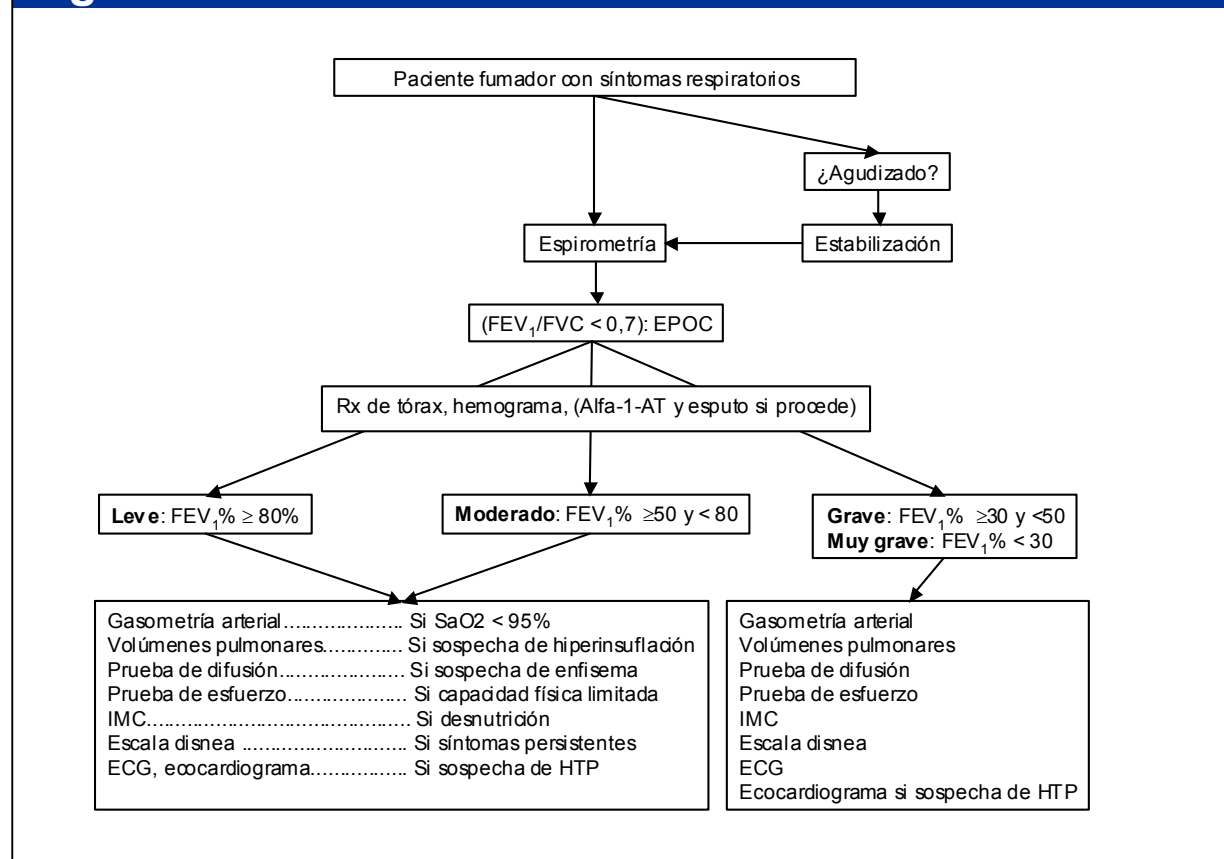 Paciente fumador con síntomas respiratorios
¿Agudizado?
Espirometría
Estabilización
(FEV₁/FVC < 0,7): EPOC
Rx de tórax, hemograma, (Alfa-1-AT y esputo si procede)
Leve: FEV₁% ≥ 80%
Moderado: FEV₁% ≥50 y < 80
Grave: FEV₁% ≥30 y <50
Muy grave: FEV₁% < 30
Gasometría arterial..................... Si SaO2 < 95%
Volúmenes pulmonares.............. Si sospecha de hiperinsuflación
Prueba de difusión...................... Si sospecha de enfisema
Prueba de esfuerzo..................... Si capacidad física limitada
IMC.............................................. Si desnutrición
Escala disnea ............................. Si síntomas persistentes
ECG, ecocardiograma................. Si sospecha de HTP
Gasometría arterial
Volúmenes pulmonares
Prueba de difusión
Prueba de esfuerzo
IMC
Escala disnea
ECG
Ecocardiograma si sospecha de HTP